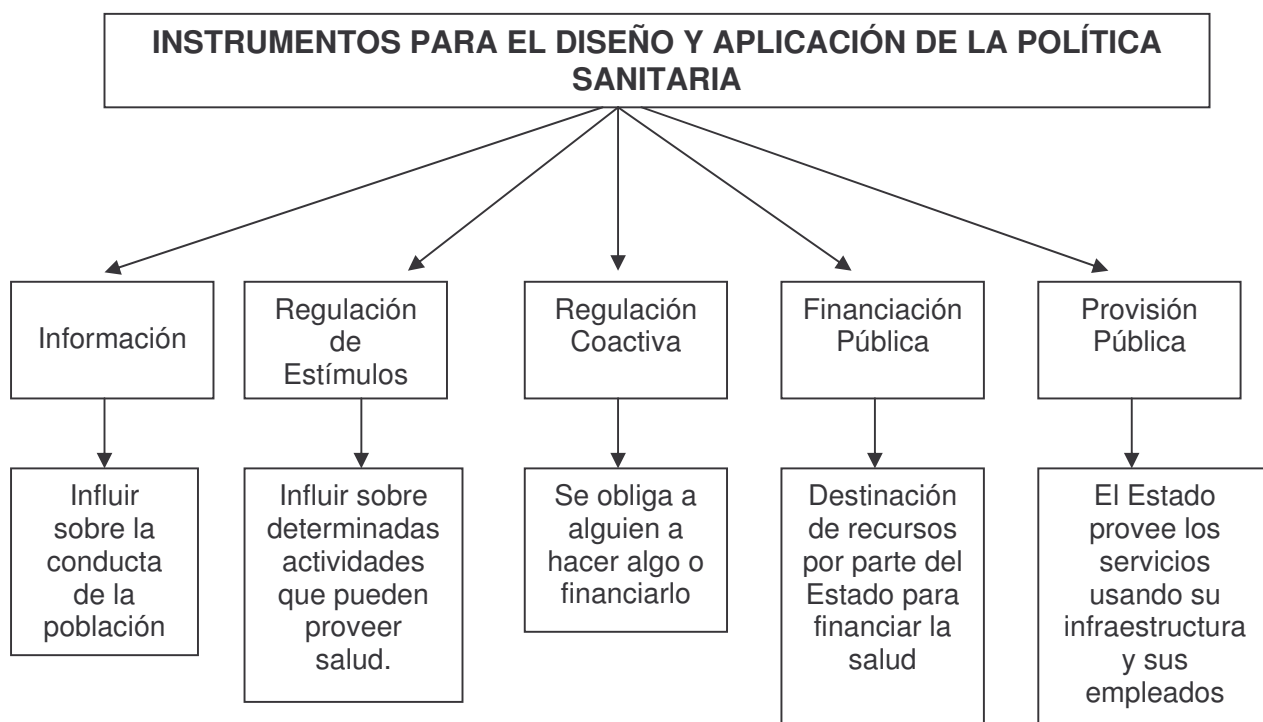 INSTRUMENTOS PARA EL DISEÑO Y APLICACIÓN DE LA POLÍTICA
SANITARIA
Información
Regulación
de
Estímulos
Regulación
Coactiva
Financiación
Pública
Provisión
Pública
Influir
sobre la
conducta
de la
población
Influir sobre
determinadas
actividades
que pueden
proveer
salud.
Se obliga a
alguien a
hacer algo o
financiarlo
Destinación
de recursos
por parte del
Estado para
financiar la
salud
El Estado
provee los
servicios
usando su
infraestructura
y sus
empleados